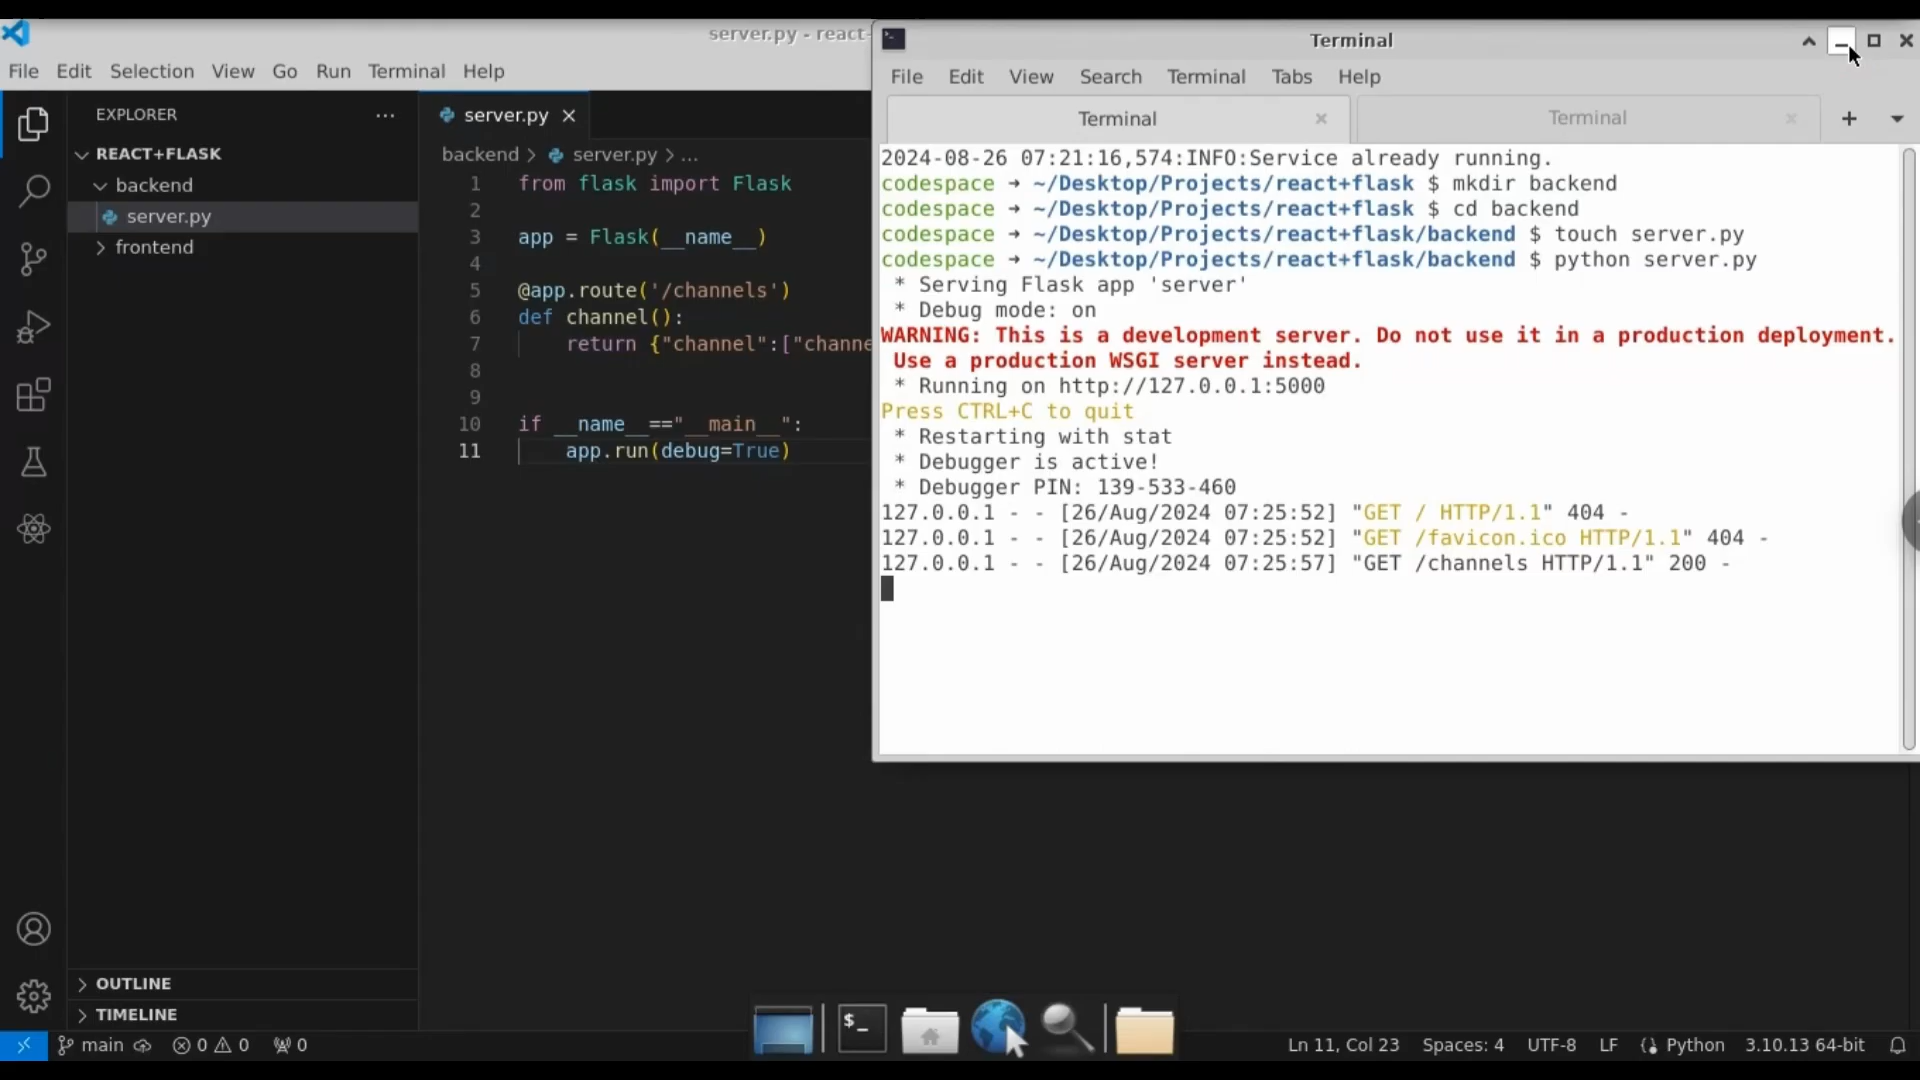 server.py - react-
File Edit Selection View Go Run Terminal Help
EXPLORER
REACT+FLASK
backend
server.py
frontend
OUTLINE
TIMELINE
server.py
backend > server.py > ...
1 from flask import Flask
2
3 app = Flask(__name__)
4
5 @app.route('/channels')
6 def channel():
7 return {"channel":["channe
8
9
10 if __name__=="__main__":
11 app.run(debug=True)
Terminal
File Edit View Search Terminal Tabs Help
Terminal Terminal
2024-08-26 07:21:16,574:INFO:Service already running.
codespace → ~/Desktop/Projects/react+flask $ mkdir backend
codespace → ~/Desktop/Projects/react+flask $ cd backend
codespace → ~/Desktop/Projects/react+flask/backend $ touch server.py
codespace → ~/Desktop/Projects/react+flask/backend $ python server.py
* Serving Flask app 'server'
* Debug mode: on
WARNING: This is a development server. Do not use it in a production deployment.
Use a production WSGI server instead.
* Running on http://127.0.0.1:5000
Press CTRL+C to quit
* Restarting with stat
* Debugger is active!
* Debugger PIN: 139-533-460
127.0.0.1 - - [26/Aug/2024 07:25:52] "GET / HTTP/1.1" 404 -
127.0.0.1 - - [26/Aug/2024 07:25:52] "GET /favicon.ico HTTP/1.1" 404 -
127.0.0.1 - - [26/Aug/2024 07:25:57] "GET /channels HTTP/1.1" 200 -
$_
main 0 0 0 Ln 11, Col 23 Spaces: 4 UTF-8 LF Python 3.10.13 64-bit